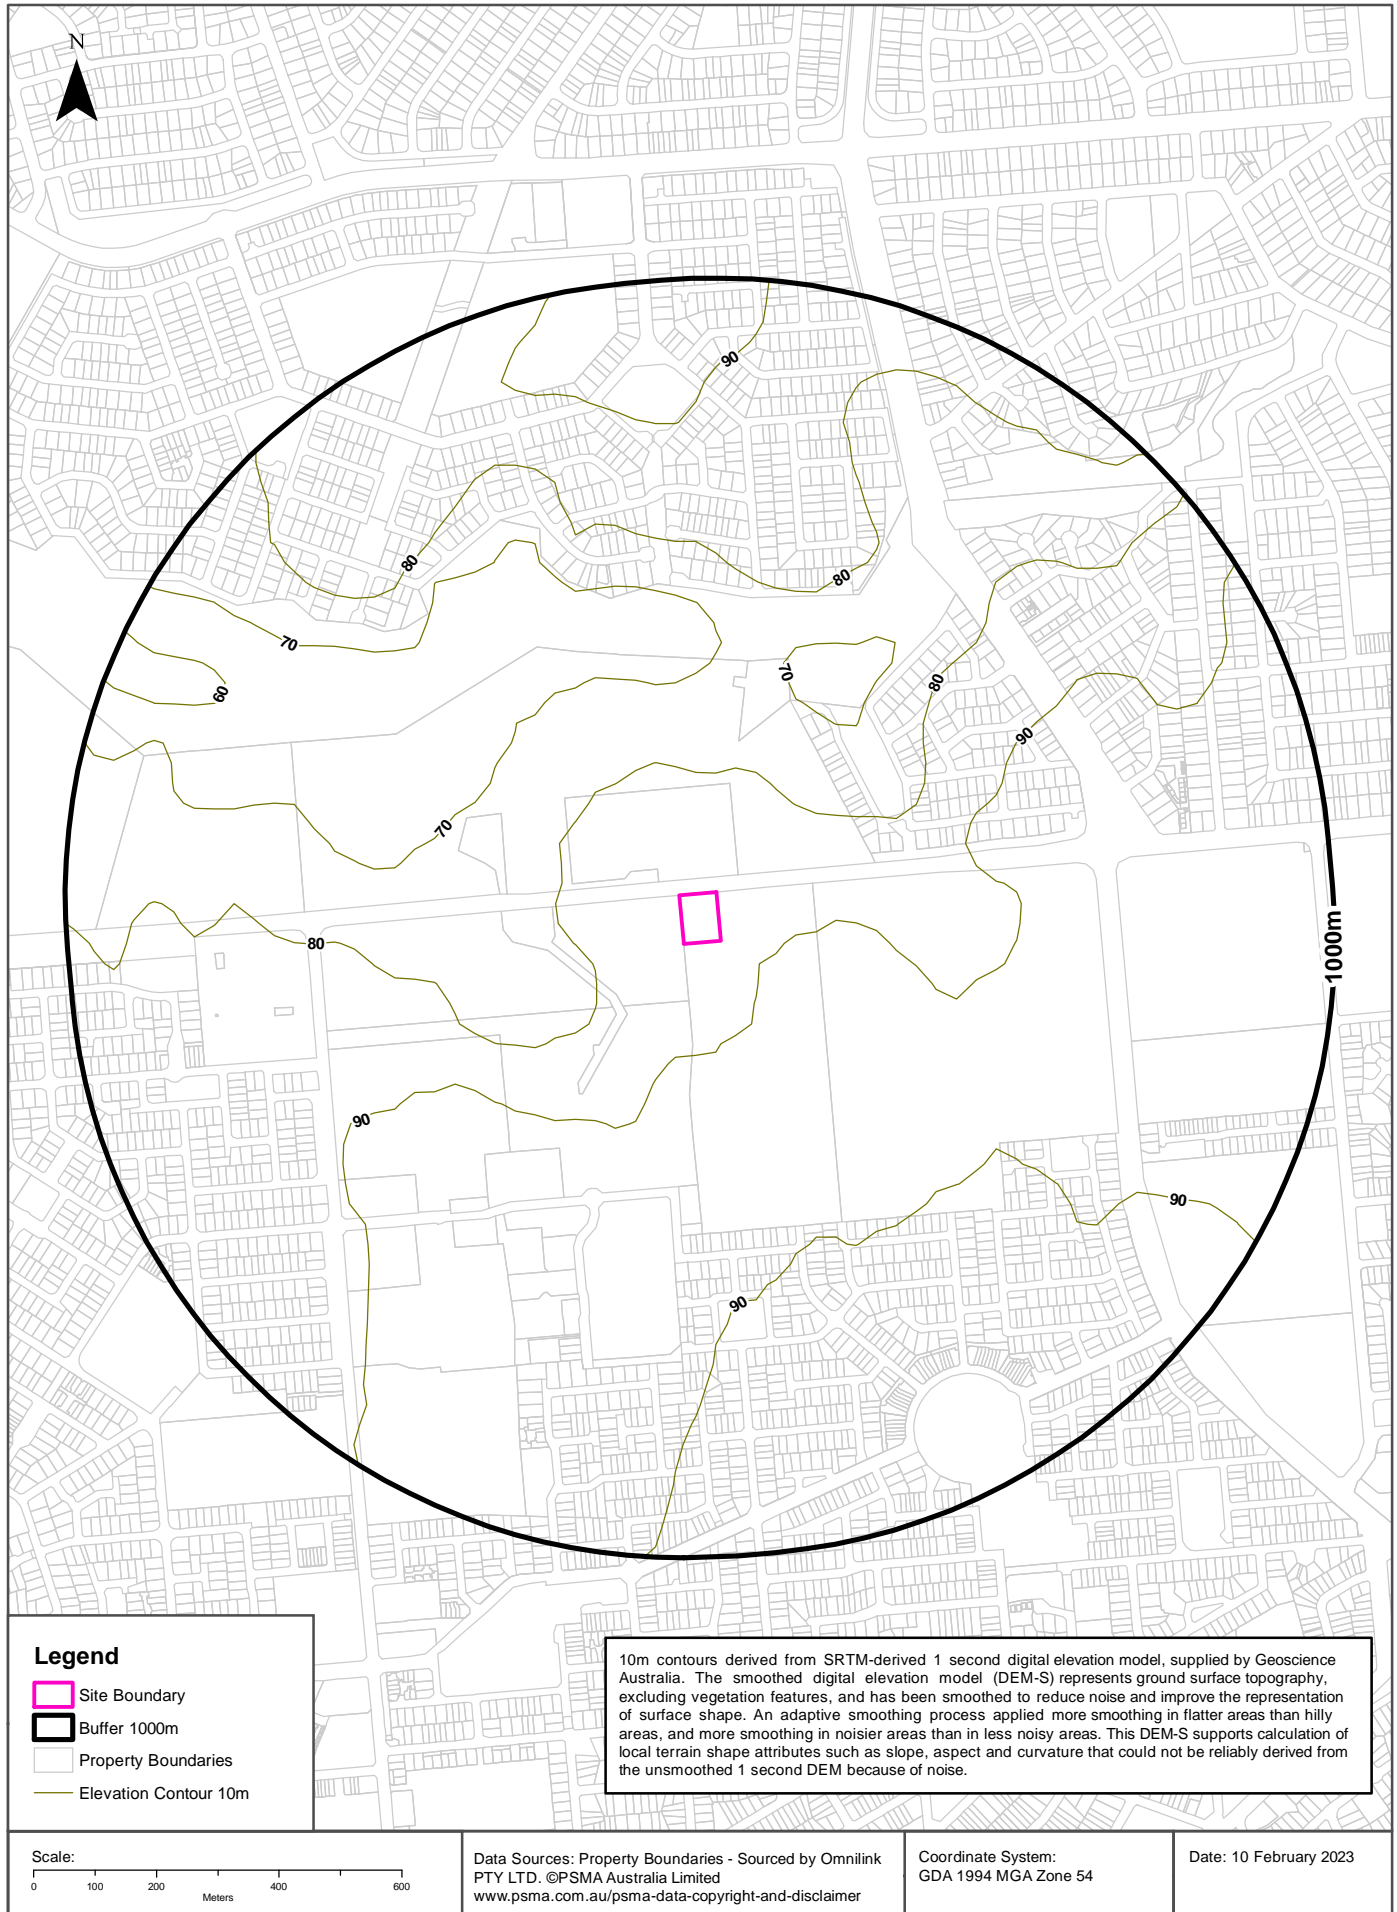 N
90
80
80
70
70
60
80
90
70
80
1000m
90
90
90
Legend
Site Boundary
Buffer 1000m
Property Boundaries
Elevation Contour 10m
10m contours derived from SRTM-derived 1 second digital elevation model, supplied by Geoscience
Australia. The smoothed digital elevation model (DEM-S) represents ground surface topography,
excluding vegetation features, and has been smoothed to reduce noise and improve the representation
of surface shape. An adaptive smoothing process applied more smoothing in flatter areas than hilly
areas, and more smoothing in noisier areas than in less noisy areas. This DEM-S supports calculation of
local terrain shape attributes such as slope, aspect and curvature that could not be reliably derived from
the unsmoothed 1 second DEM because of noise.
Scale:
0 100 200 400 600
Meters
Data Sources: Property Boundaries - Sourced by Omnilink
PTY LTD. ©PSMA Australia Limited
www.psma.com.au/psma-data-copyright-and-disclaimer
Coordinate System:
GDA 1994 MGA Zone 54
Date: 10 February 2023